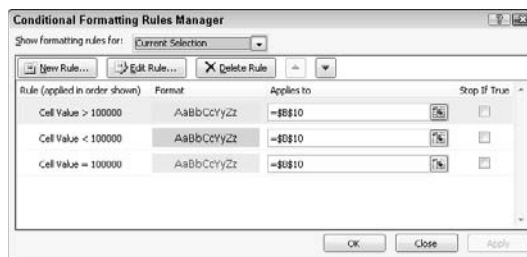 Conditional Formatting Rules Manager
Show formatting rules for: Current Selection
New Rule... Edit Rule... Delete Rule
Rule (applied in order shown) Format Applies to Stop If True
Cell Value > 100000 AaBbCcYyZz =$B$10
Cell Value < 100000 AaBbCcYyZz =$B$10
Cell Value = 100000 AaBbCcYyZz =$B$10
OK Close Apply